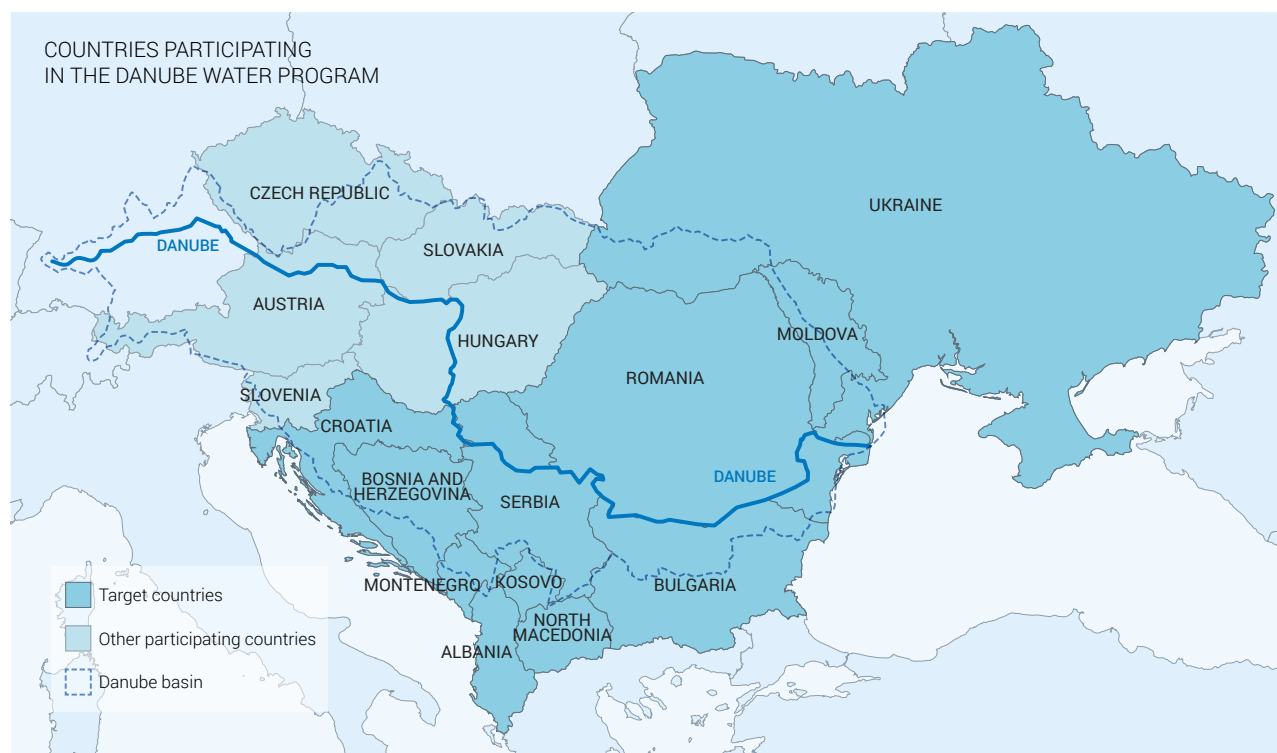 COUNTRIES PARTICIPATING
IN THE DANUBE WATER PROGRAM
CZECH REPUBLIC
UKRAINE
DANUBE
SLOVAKIA
AUSTRIA
HUNGARY
MOLDOVA
ROMANIA
SLOVENIA
CROATIA
BOSNIA AND
HERZEGOVINA
DANUBE
SERBIA
MONTENEGRO
KOSOVO
BULGARIA
NORTH
MACEDONIA
ALBANIA
Target countries
Other participating countries
Danube basin